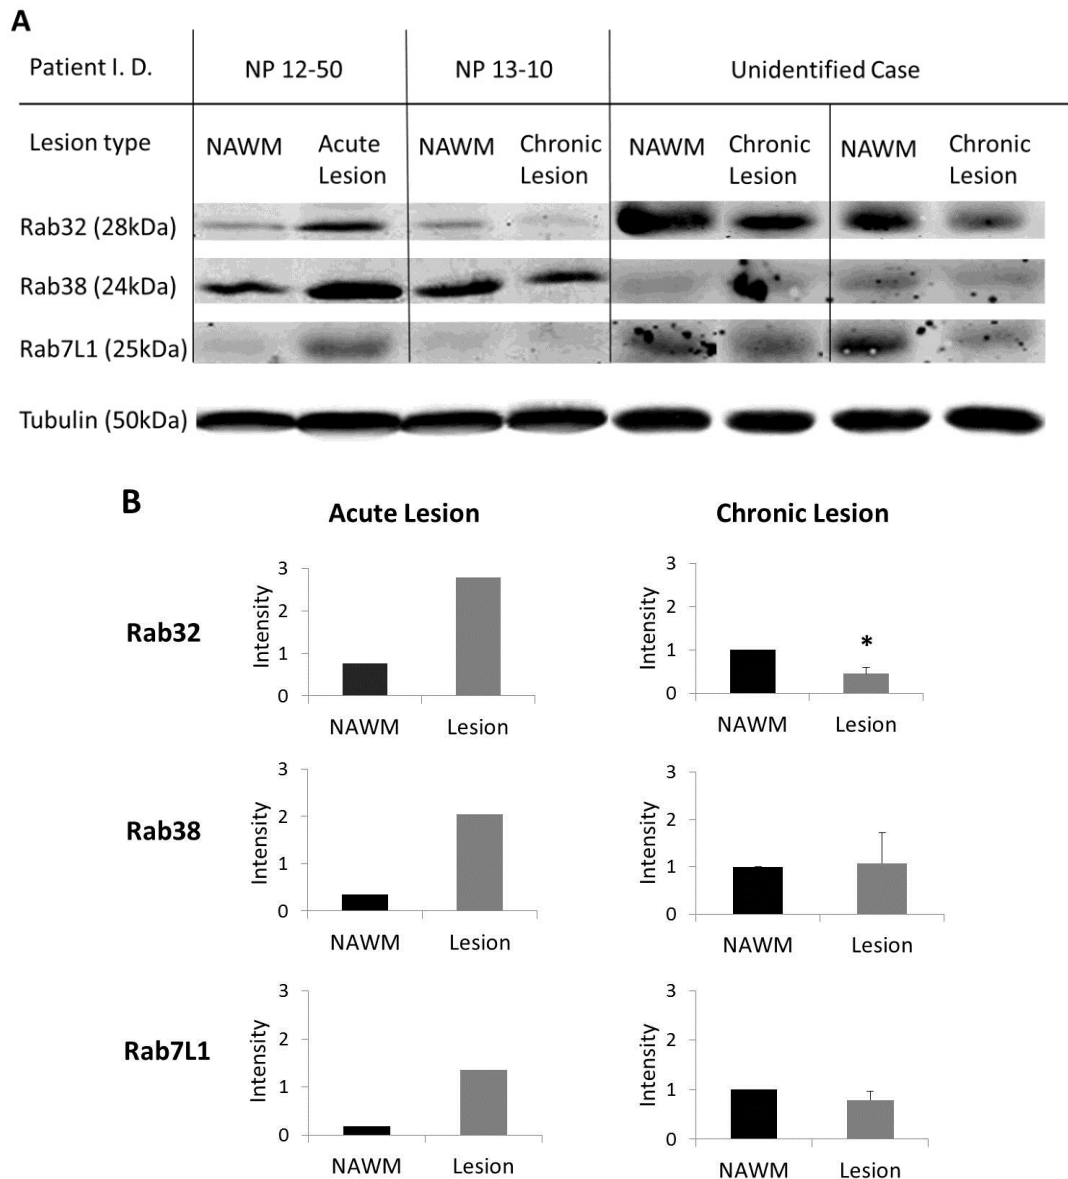 A
Patient I. D. NP 12-50 NP 13-10 Unidentified Case
Lesion type NAWM Acute Lesion NAWM Chronic Lesion NAWM Chronic Lesion NAWM Chronic Lesion
Rab32 (28kDa)
Rab38 (24kDa)
Rab7L1 (25kDa)
Tubulin (50kDa)
B
Acute Lesion Chronic Lesion
Rab32
Intensity
3
2
1
0
NAWM Lesion
Intensity
3
2
1
0
*
NAWM Lesion
Rab38
Intensity
3
2
1
0
NAWM Lesion
Intensity
3
2
1
0
NAWM Lesion
Rab7L1
Intensity
3
2
1
0
NAWM Lesion
Intensity
3
2
1
0
NAWM Lesion